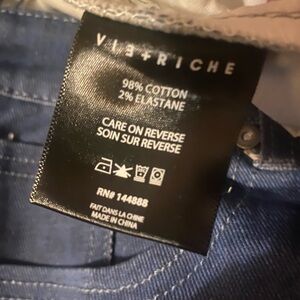 VIE+RICHE
98% COTTON
2% ELASTANE
CARE ON REVERSE
SOIN SUR REVERSE
RN# 144888
FAIT DANS LA CHINE
MADE IN CHINA